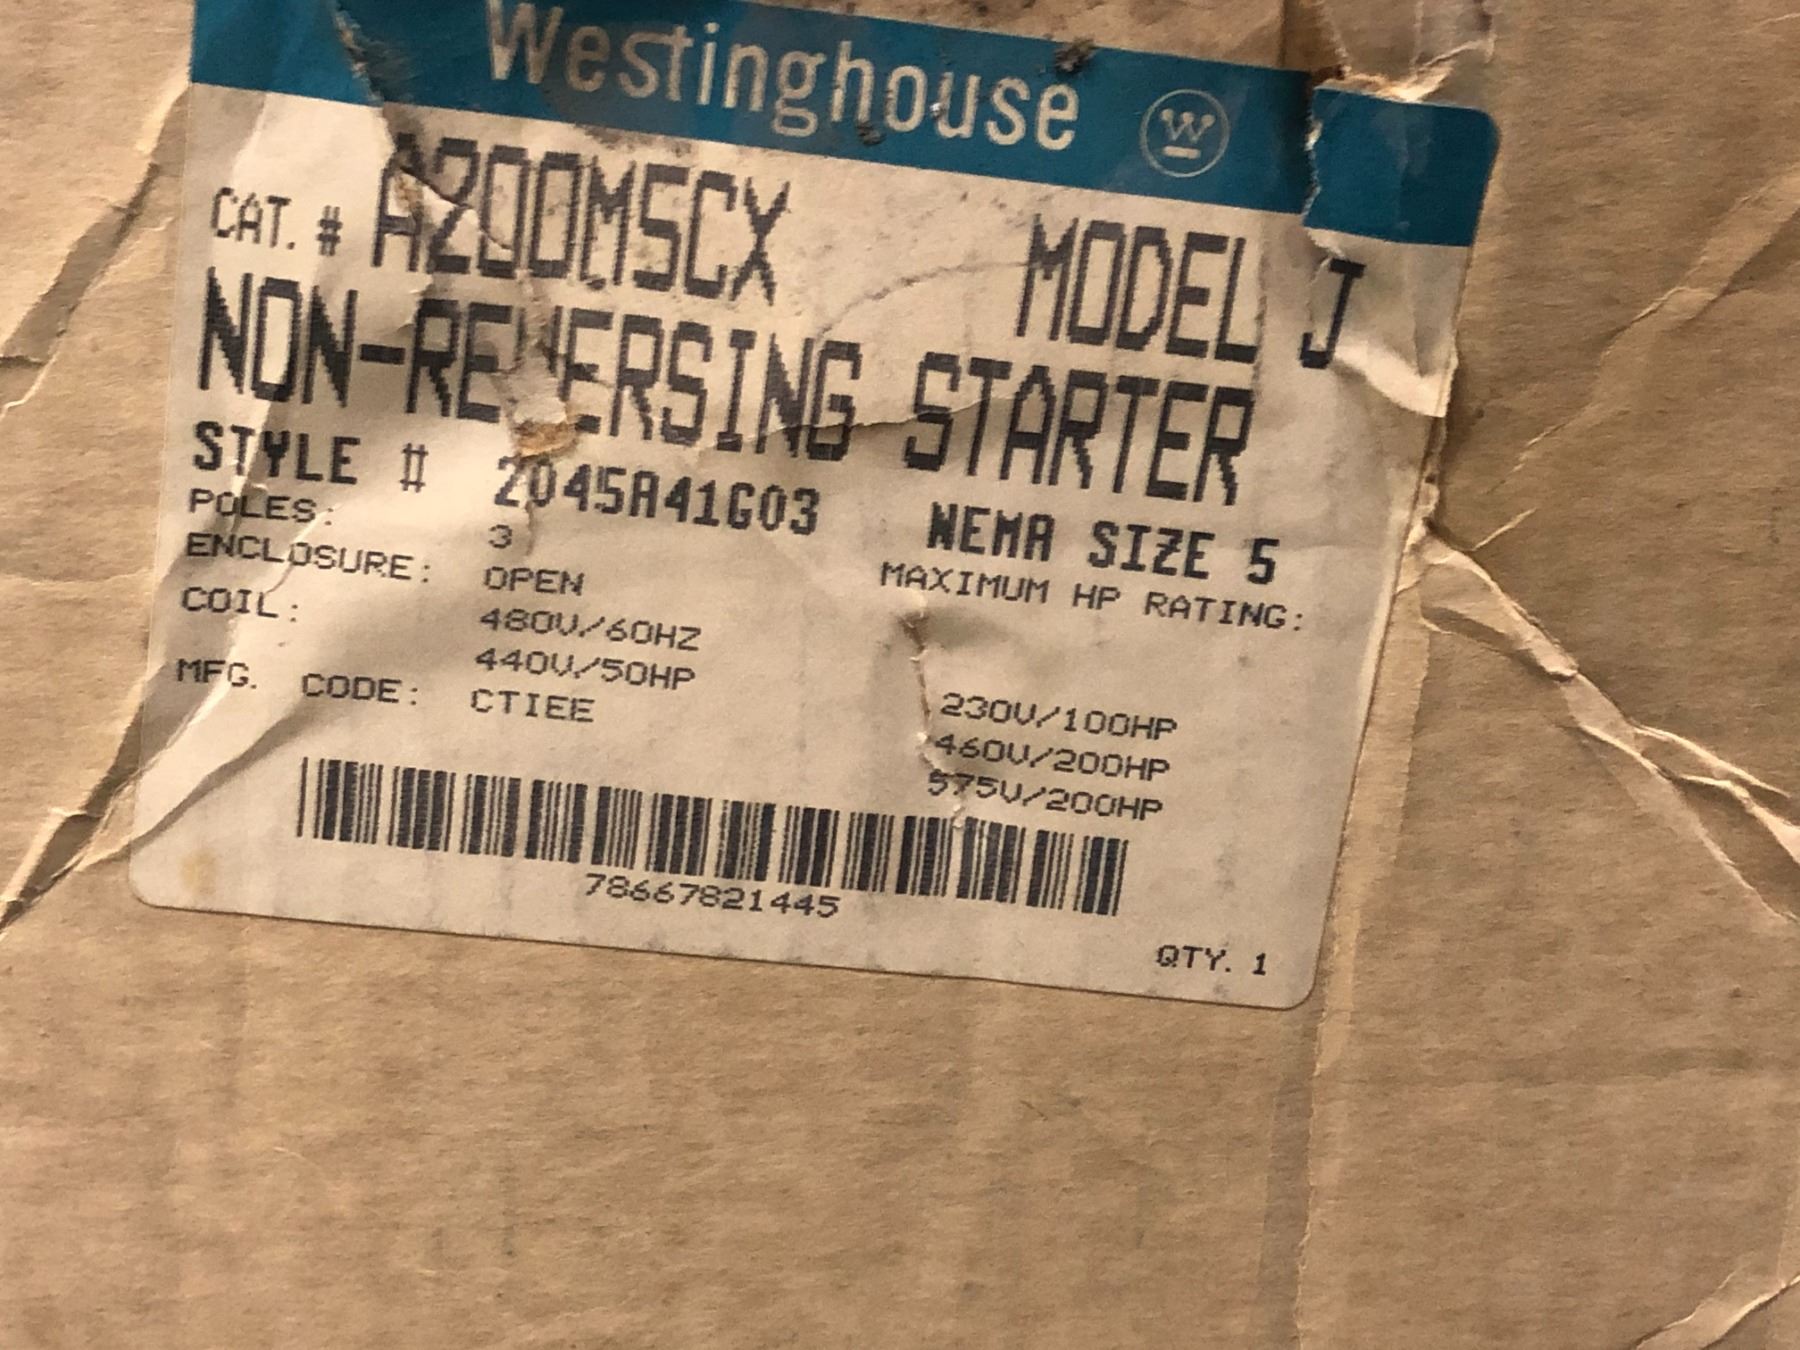 Westinghouse W
CAT. # A200M5CX MODEL J
NON-REVERSING STARTER
STYLE # 2045A41G03 NEMA SIZE 5
POLES: 3 MAXIMUM HP RATING:
ENCLOSURE: OPEN
COIL: 480V/60HZ
440V/50HP 230V/100HP
MFG. CODE: CTIEE 460V/200HP
575V/200HP
78667821445
QTY. 1